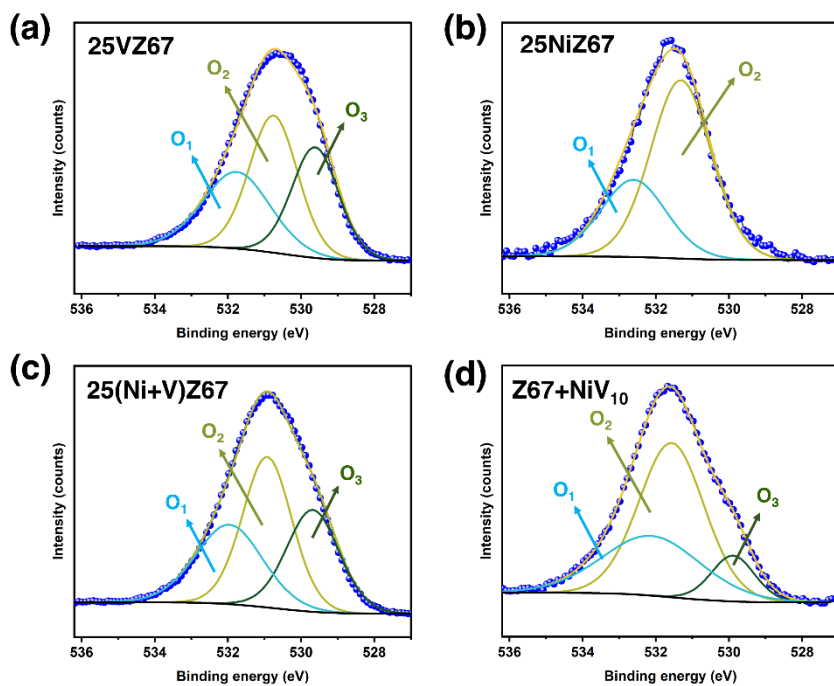 (a)
25VZ67
O₁
O₂
O₃
Intensity (counts)
536 534 532 530 528
Binding energy (eV)
(b)
25NiZ67
O₁
O₂
Intensity (counts)
536 534 532 530 528
Binding energy (eV)
(c)
25(Ni+V)Z67
O₁
O₂
O₃
Intensity (counts)
536 534 532 530 528
Binding energy (eV)
(d)
Z67+NiV₁₀
O₁
O₂
O₃
Intensity (counts)
536 534 532 530 528
Binding energy (eV)